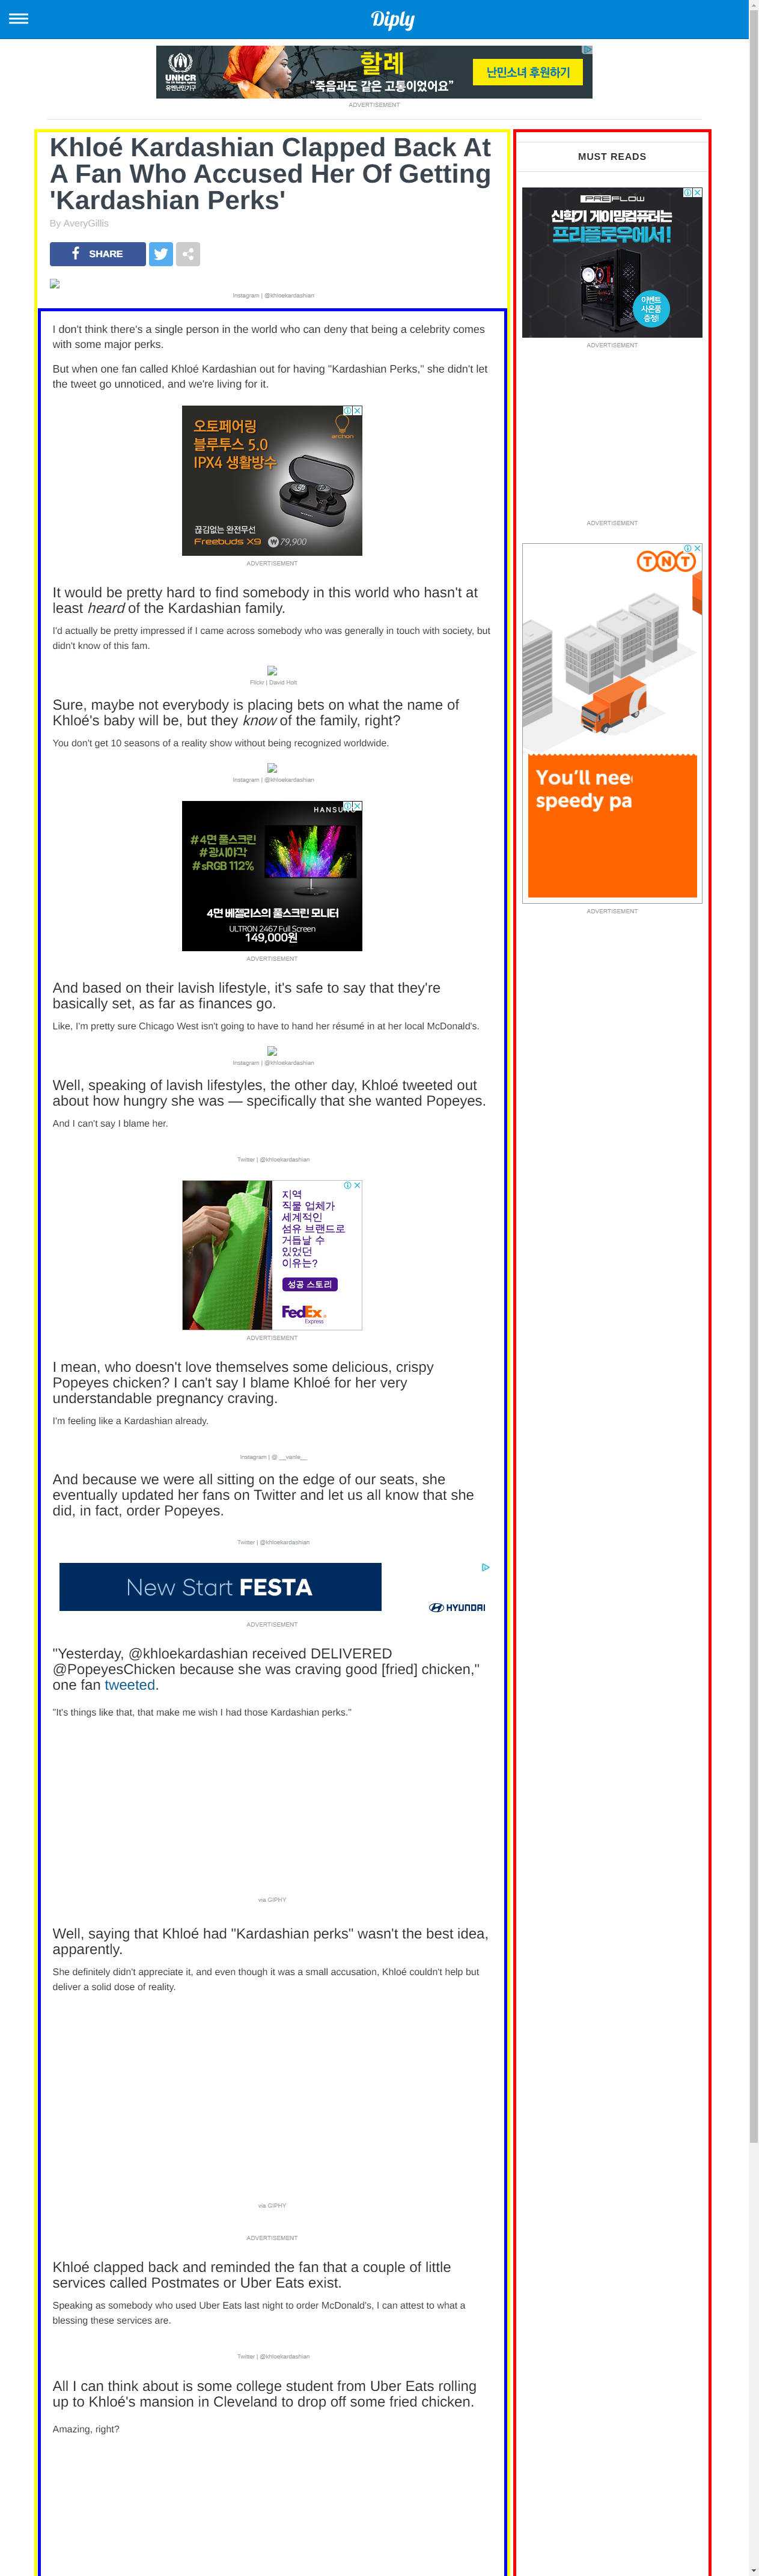 Diply
UNHCR
유엔난민기구
할례
“죽음과도 같은 고통이었어요”
난민소녀 후원하기
ADVERTISEMENT
Khloé Kardashian Clapped Back At
A Fan Who Accused Her Of Getting
'Kardashian Perks'
By AveryGillis
SHARE
Instagram | @khloekardashian
I don't think there's a single person in the world who can deny that being a celebrity comes
with some major perks.
But when one fan called Khloé Kardashian out for having "Kardashian Perks," she didn't let
the tweet go unnoticed, and we're living for it.
오토페어링
블루투스 5.0
IPX4 생활방수
archon
끊김없는 완전무선
Freebuds X9 ₩79,900
ADVERTISEMENT
It would be pretty hard to find somebody in this world who hasn't at
least heard of the Kardashian family.
I'd actually be pretty impressed if I came across somebody who was generally in touch with society, but
didn't know of this fam.
Flickr | David Holt
Sure, maybe not everybody is placing bets on what the name of
Khloé's baby will be, but they know of the family, right?
You don't get 10 seasons of a reality show without being recognized worldwide.
Instagram | @khloekardashian
HANSUNG
#4면 풀스크린
#광시야각
#sRGB 112%
4면 베젤리스의 풀스크린 모니터
ULTRON 2467 Full Screen
149,000원
ADVERTISEMENT
And based on their lavish lifestyle, it's safe to say that they're
basically set, as far as finances go.
Like, I'm pretty sure Chicago West isn't going to have to hand her résumé in at her local McDonald's.
Instagram | @khloekardashian
Well, speaking of lavish lifestyles, the other day, Khloé tweeted out
about how hungry she was — specifically that she wanted Popeyes.
And I can't say I blame her.
Twitter | @khloekardashian
지역
직물 업체가
세계적인
섬유 브랜드로
거듭날 수
있었던
이유는?
성공 스토리
FedEx
Express
ADVERTISEMENT
I mean, who doesn't love themselves some delicious, crispy
Popeyes chicken? I can't say I blame Khloé for her very
understandable pregnancy craving.
I'm feeling like a Kardashian already.
Instagram | @ __vante__
And because we were all sitting on the edge of our seats, she
eventually updated her fans on Twitter and let us all know that she
did, in fact, order Popeyes.
Twitter | @khloekardashian
New Start FESTA
HYUNDAI
ADVERTISEMENT
"Yesterday, @khloekardashian received DELIVERED
@PopeyesChicken because she was craving good [fried] chicken,"
one fan tweeted.
"It's things like that, that make me wish I had those Kardashian perks."
via GIPHY
Well, saying that Khloé had "Kardashian perks" wasn't the best idea,
apparently.
She definitely didn't appreciate it, and even though it was a small accusation, Khloé couldn't help but
deliver a solid dose of reality.
via GIPHY
ADVERTISEMENT
Khloé clapped back and reminded the fan that a couple of little
services called Postmates or Uber Eats exist.
Speaking as somebody who used Uber Eats last night to order McDonald's, I can attest to what a
blessing these services are.
Twitter | @khloekardashian
All I can think about is some college student from Uber Eats rolling
up to Khloé's mansion in Cleveland to drop off some fried chicken.
Amazing, right?
MUST READS
PREFLOW
신학기 게이밍컴퓨터는
프리플로우에서!
이벤트
사은품
증정!
ADVERTISEMENT
ADVERTISEMENT
TNT
You'll need
speedy pa
ADVERTISEMENT